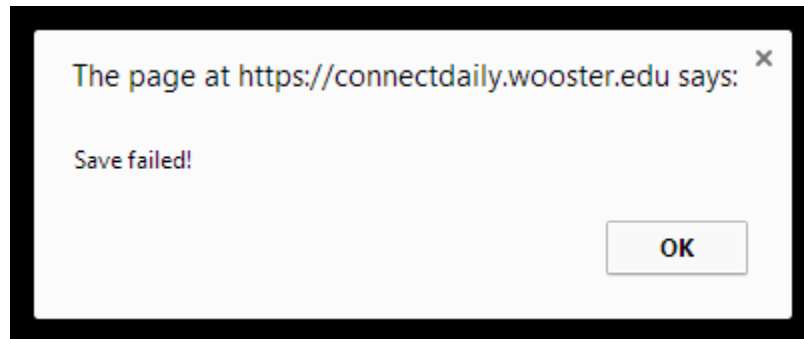 The page at https://connectdaily.wooster.edu says:
Save failed!
OK